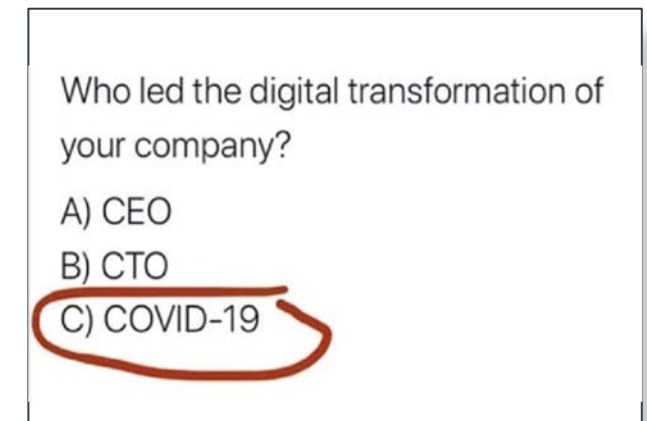 Who led the digital transformation of
your company?
A) CEO
B) CTO
C) COVID-19